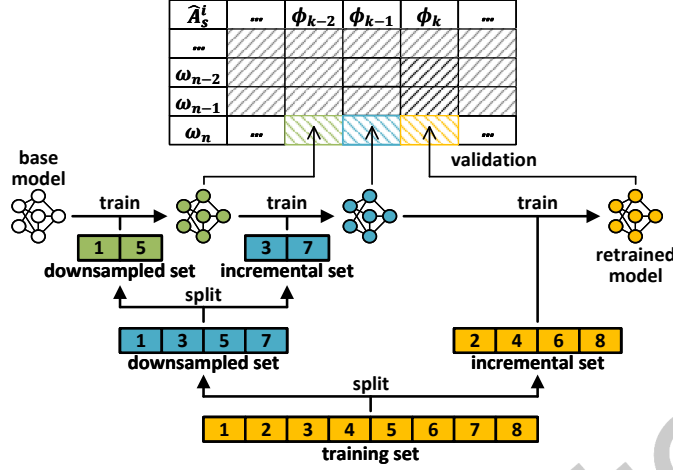 Â_s^i ... ϕ_{k-2} ϕ_{k-1} ϕ_k ...
...
ω_{n-2}
ω_{n-1}
ω_n ... ...
base
model
validation
train train train
1 5 3 7
downsampled set incremental set
retrained
model
split
1 3 5 7 2 4 6 8
downsampled set incremental set
split
1 2 3 4 5 6 7 8
training set